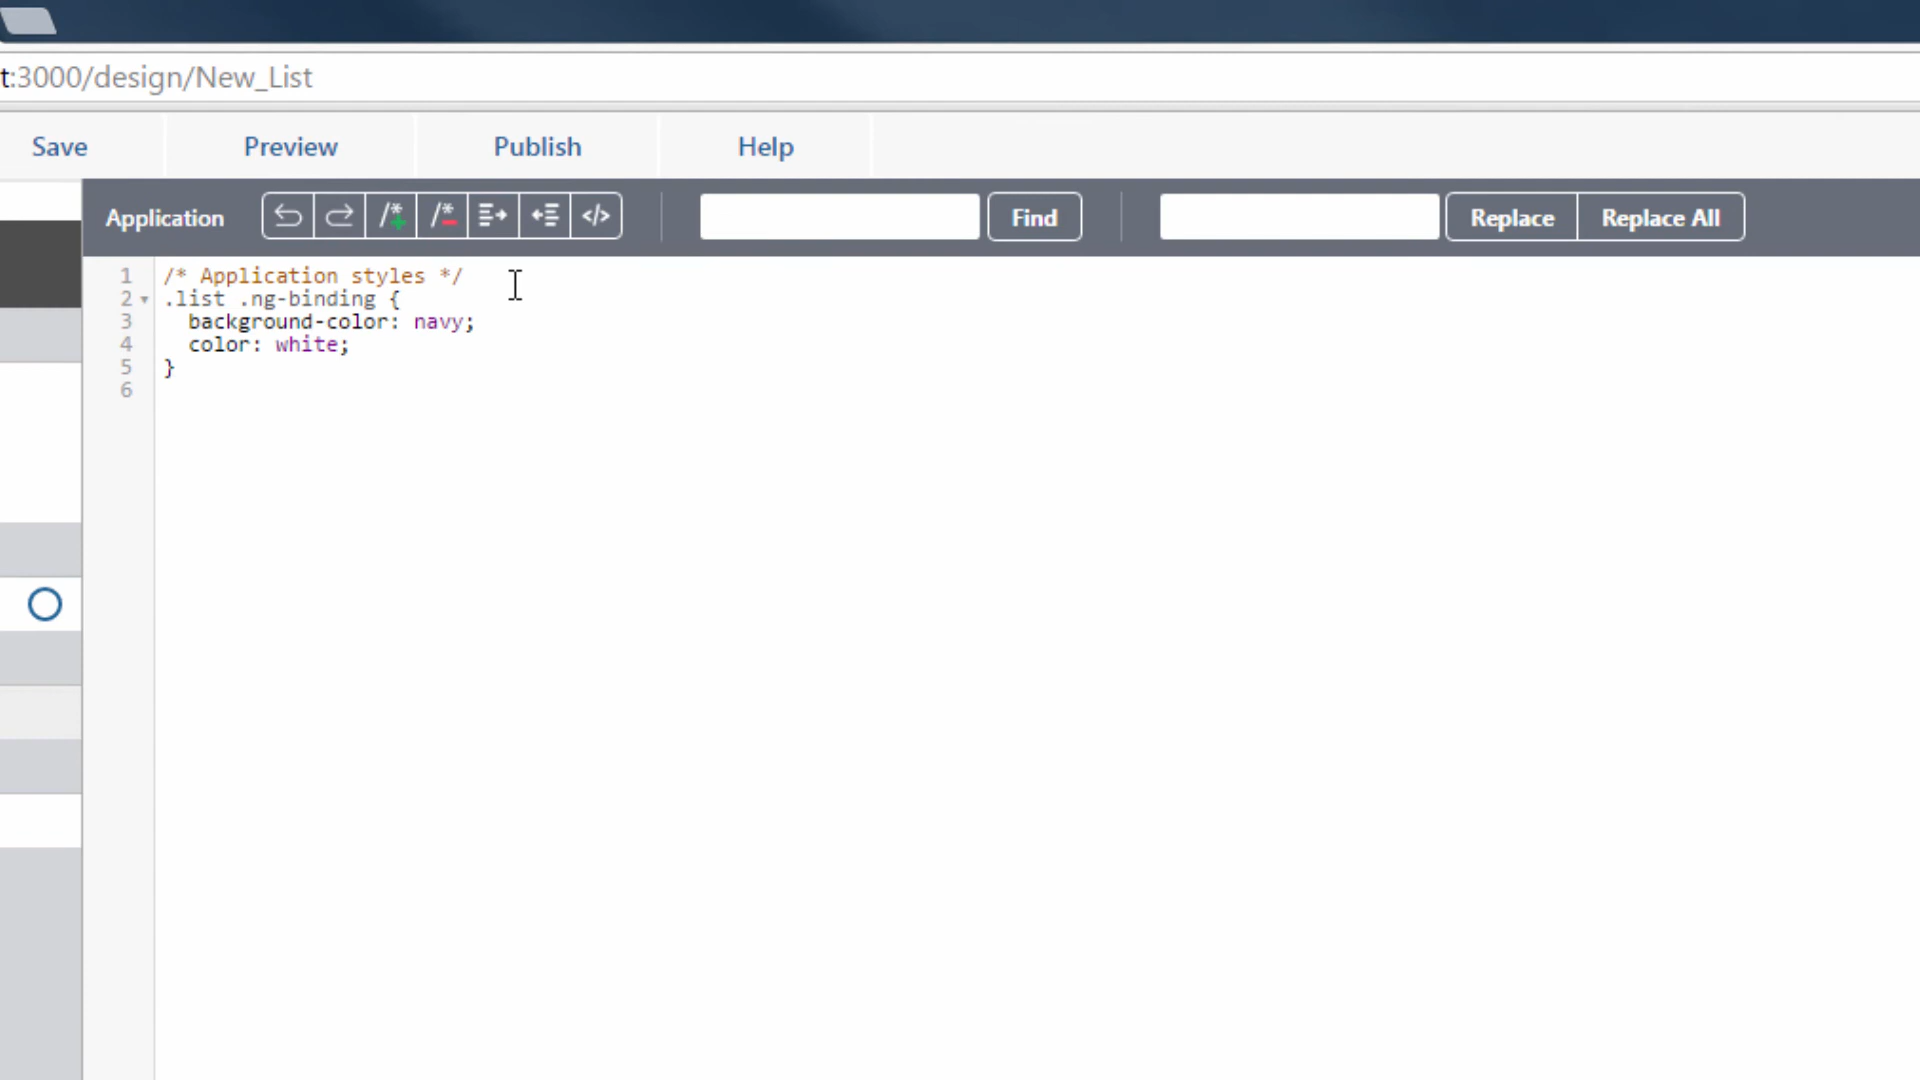 t:3000/design/New_List
Save Preview Publish Help
Application /* /* </> Find Replace Replace All
1 /* Application styles */
2 .list .ng-binding {
3 background-color: navy;
4 color: white;
5 }
6